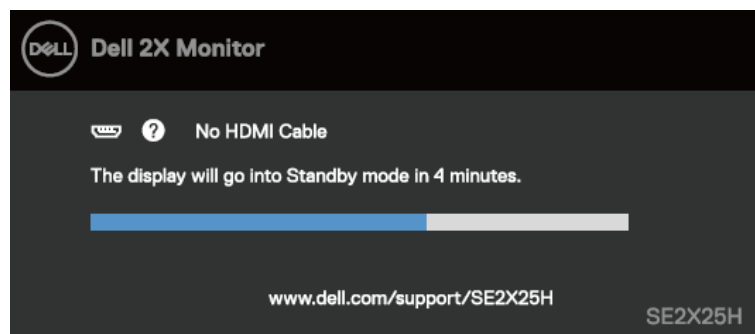 DELL Dell 2X Monitor
? No HDMI Cable
The display will go into Standby mode in 4 minutes.
www.dell.com/support/SE2X25H
SE2X25H